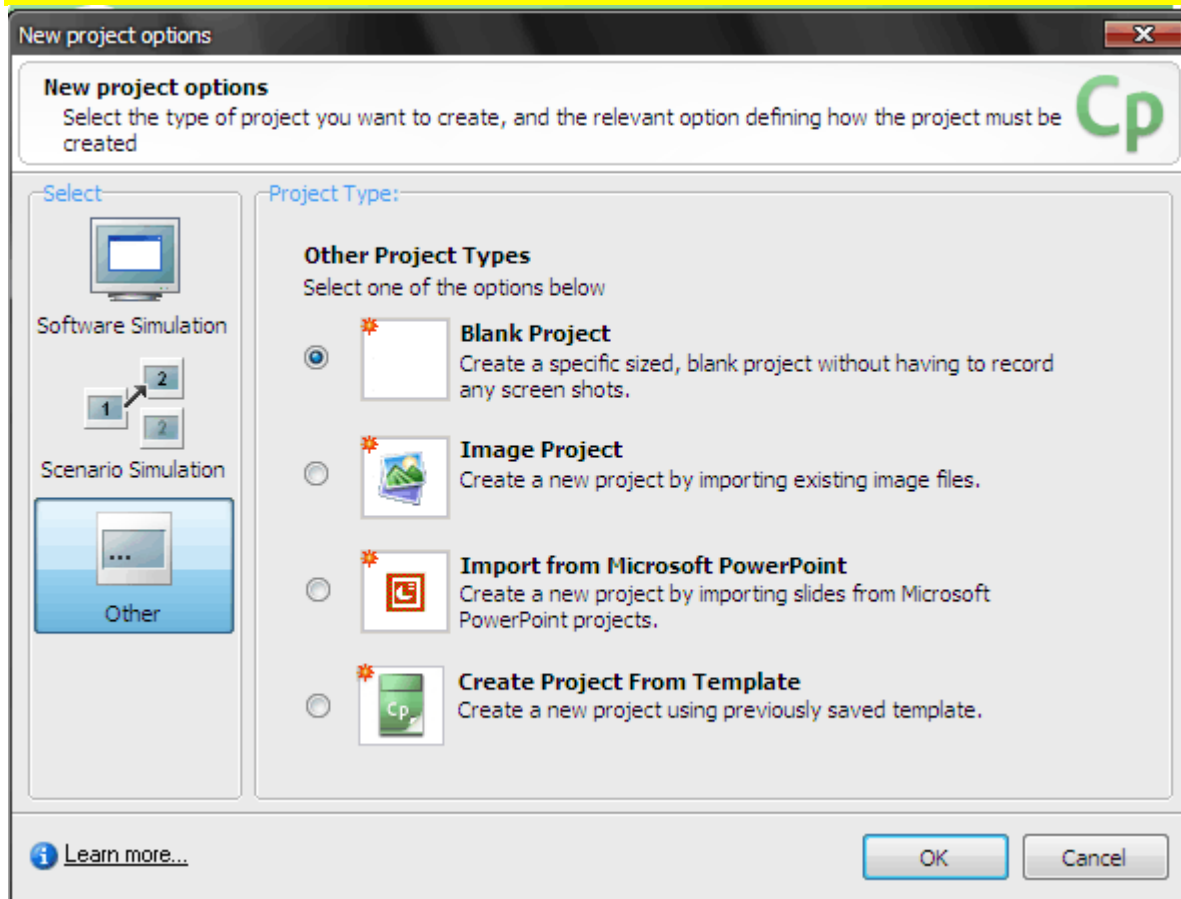 New project options
New project options
Select the type of project you want to create, and the relevant option defining how the project must be
created
Cp
Select
Software Simulation
1
2
2
Scenario Simulation
...
Other
Project Type:
Other Project Types
Select one of the options below
Blank Project
Create a specific sized, blank project without having to record
any screen shots.
Image Project
Create a new project by importing existing image files.
Import from Microsoft PowerPoint
Create a new project by importing slides from Microsoft
PowerPoint projects.
Cp
Create Project From Template
Create a new project using previously saved template.
Learn more...
OK
Cancel